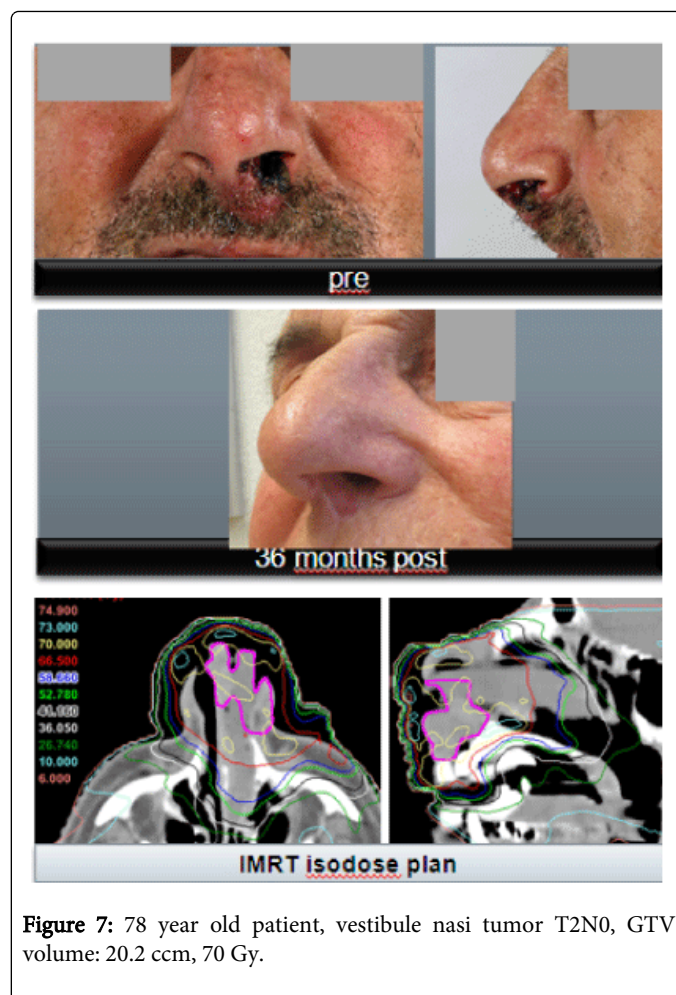 pre
36 months post
74.900
73.000
70.000
66.500
58.660
52.780
36.050
26.740
10.000
6.000
IMRT isodose plan
Figure 7: 78 year old patient, vestibule nasi tumor T2N0, GTV
volume: 20.2 ccm, 70 Gy.